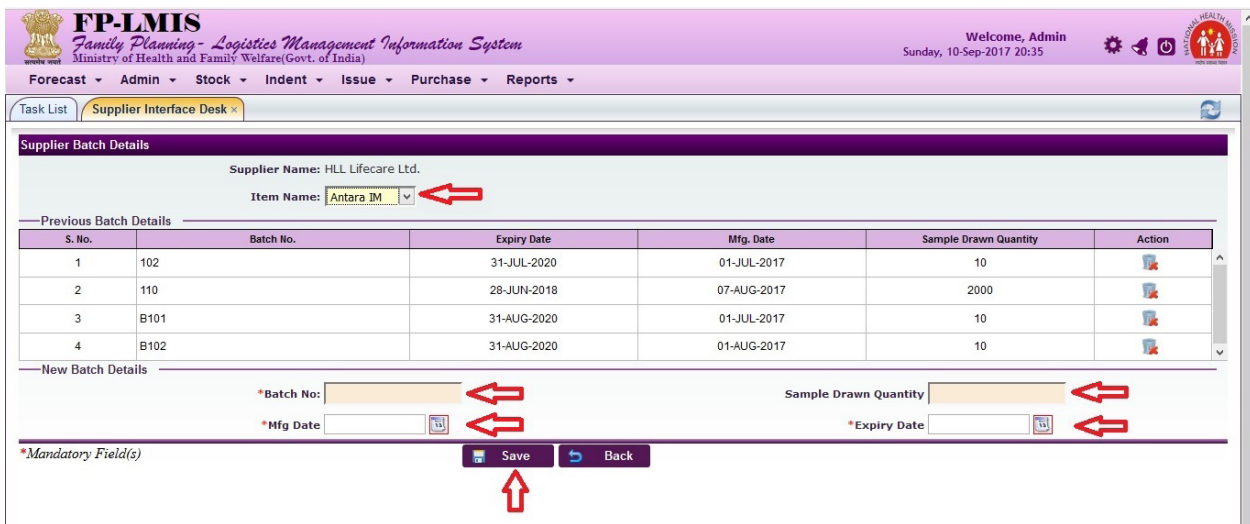 FP-LMIS
Family Planning - Logistics Management Information System
Ministry of Health and Family Welfare(Govt. of India)
सत्यमेव जयते
Welcome, Admin
Sunday, 10-Sep-2017 20:35
NATIONAL HEALTH MISSION
Forecast Admin Stock Indent Issue Purchase Reports
Task List Supplier Interface Desk ×
Supplier Batch Details
Supplier Name: HLL Lifecare Ltd.
Item Name: Antara IM
Previous Batch Details
S. No. Batch No. Expiry Date Mfg. Date Sample Drawn Quantity Action
1 102 31-JUL-2020 01-JUL-2017 10
2 110 28-JUN-2018 07-AUG-2017 2000
3 B101 31-AUG-2020 01-JUL-2017 10
4 B102 31-AUG-2020 01-AUG-2017 10
New Batch Details
*Batch No: Sample Drawn Quantity
*Mfg Date *Expiry Date
*Mandatory Field(s)
Save Back